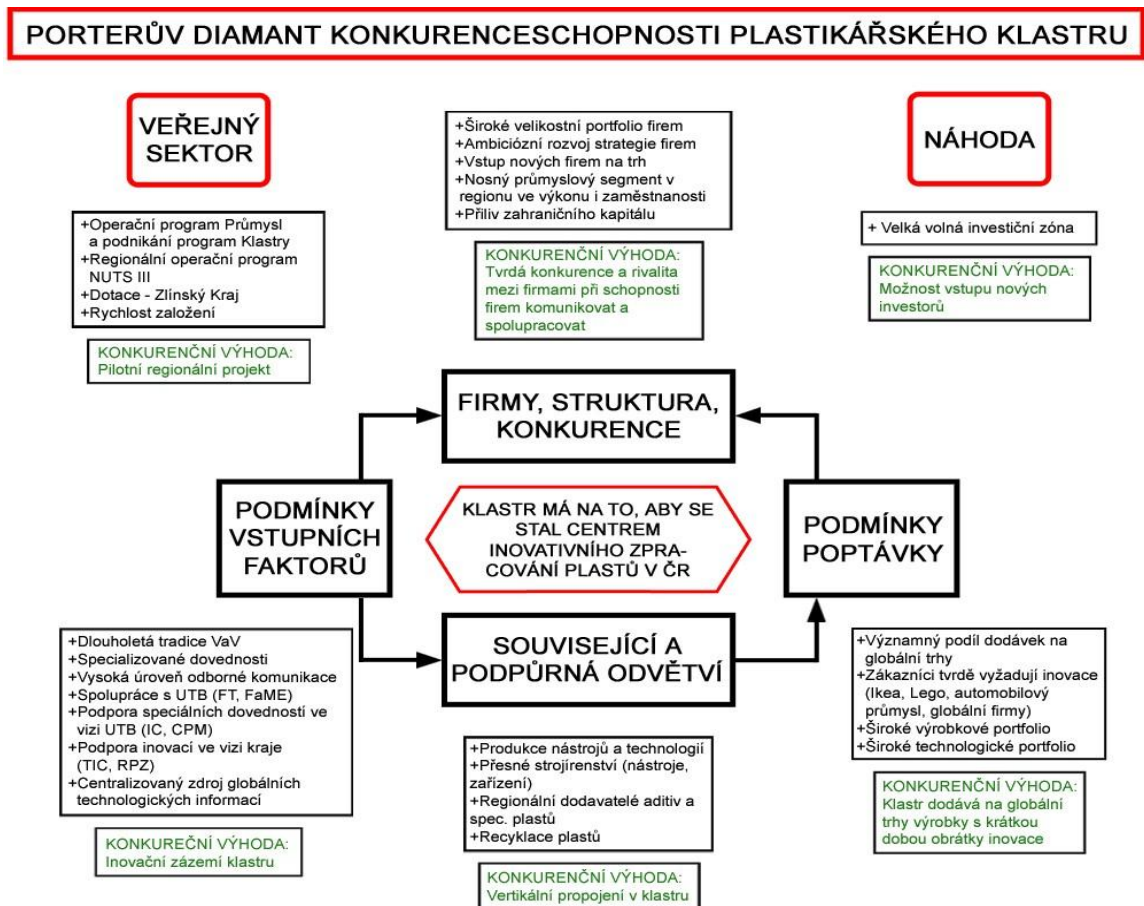 PORTERŮV DIAMANT KONKURENCESCHOPNOSTI PLASTIKÁŘSKÉHO KLASTRU
VEŘEJNÝ
SEKTOR
+Operační program Průmysl
a podnikání program Klastry
+Regionální operační program
NUTS III
+Dotace - Zlínský Kraj
+Rychlost založení
KONKURENČNÍ VÝHODA:
Pilotní regionální projekt
+Široké velikostní portfolio firem
+Ambiciózní rozvoj strategie firem
+Vstup nových firem na trh
+Nosný průmyslový segment v
regionu ve výkonu i zaměstnanosti
+Příliv zahraničního kapitálu
KONKURENČNÍ VÝHODA:
Tvrdá konkurence a rivalita
mezi firmami při schopnosti
firem komunikovat a
spolupracovat
NÁHODA
+ Velká volná investiční zóna
KONKURENČNÍ VÝHODA:
Možnost vstupu nových
investorů
FIRMY, STRUKTURA,
KONKURENCE
PODMÍNKY
VSTUPNÍCH
FAKTORŮ
KLASTR MÁ NA TO, ABY SE
STAL CENTREM
INOVATIVNÍHO ZPRA-
COVÁNÍ PLASTŮ V ČR
PODMÍNKY
POPTÁVKY
SOUVISEJÍCÍ A
PODPŮRNÁ ODVĚTVÍ
+Dlouholetá tradice VaV
+Specializované dovednosti
+Vysoká úroveň odborné komunikace
+Spolupráce s UTB (FT, FaME)
+Podpora speciálních dovedností ve
vizi UTB (IC, CPM)
+Podpora inovací ve vizi kraje
(TIC, RPZ)
+Centralizovaný zdroj globálních
technologických informací
KONKUREČNÍ VÝHODA:
Inovační zázemí klastru
+Produkce nástrojů a technologií
+Přesné strojírenství (nástroje,
zařízení)
+Regionální dodavatelé aditiv a
spec. plastů
+Recyklace plastů
KONKURENČNÍ VÝHODA:
Vertikální propojení v klastru
+Významný podíl dodávek na
globální trhy
+Zákazníci tvrdě vyžadují inovace
(Ikea, Lego, automobilový
průmysl, globální firmy)
+Široké výrobkové portfolio
+Široké technologické portfolio
KONKURENČNÍ VÝHODA:
Klastr dodává na globální
trhy výrobky s krátkou
dobou obrátky inovace